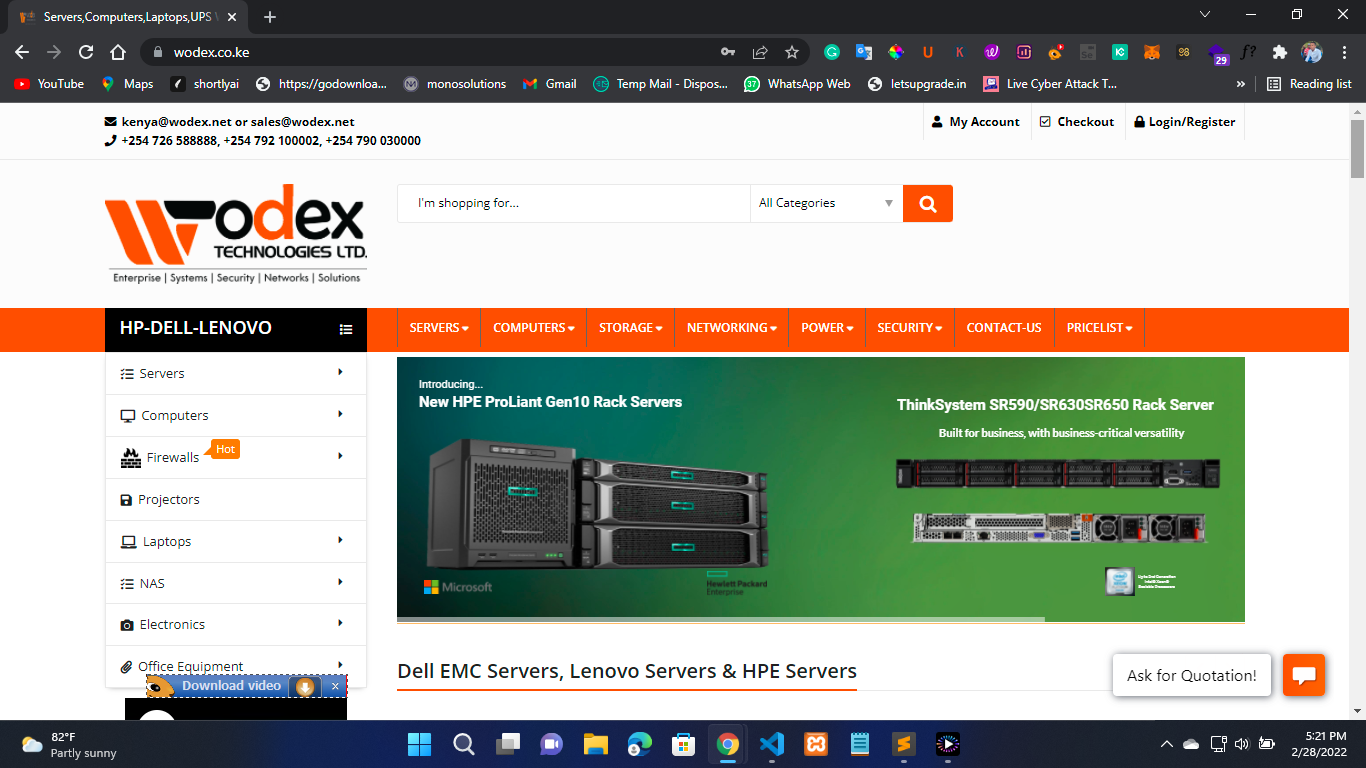 Servers,Computers,Laptops,UPS
wodex.co.ke
29
YouTube
Maps
shortlyai
https://godownloa...
monosolutions
Gmail
Temp Mail - Dispos...
37
WhatsApp Web
letsupgrade.in
Live Cyber Attack T...
»
Reading list
kenya@wodex.net or sales@wodex.net
+254 726 588888, +254 792 100002, +254 790 030000
My Account
Checkout
Login/Register
Wodex
TECHNOLOGIES LTD.
Enterprise | Systems | Security | Networks | Solutions
I'm shopping for...
All Categories
HP-DELL-LENOVO
SERVERS
COMPUTERS
STORAGE
NETWORKING
POWER
SECURITY
CONTACT-US
PRICELIST
Servers
Computers
Firewalls
Hot
Projectors
Laptops
NAS
Electronics
Office Equipment
Download video
Introducing...
New HPE ProLiant Gen10 Rack Servers
Microsoft
Hewlett Packard
Enterprise
ThinkSystem SR590/SR630SR650 Rack Server
Built for business, with business-critical versatility
Dell EMC Servers, Lenovo Servers & HPE Servers
Ask for Quotation!
82°F
Partly sunny
5:21 PM
2/28/2022